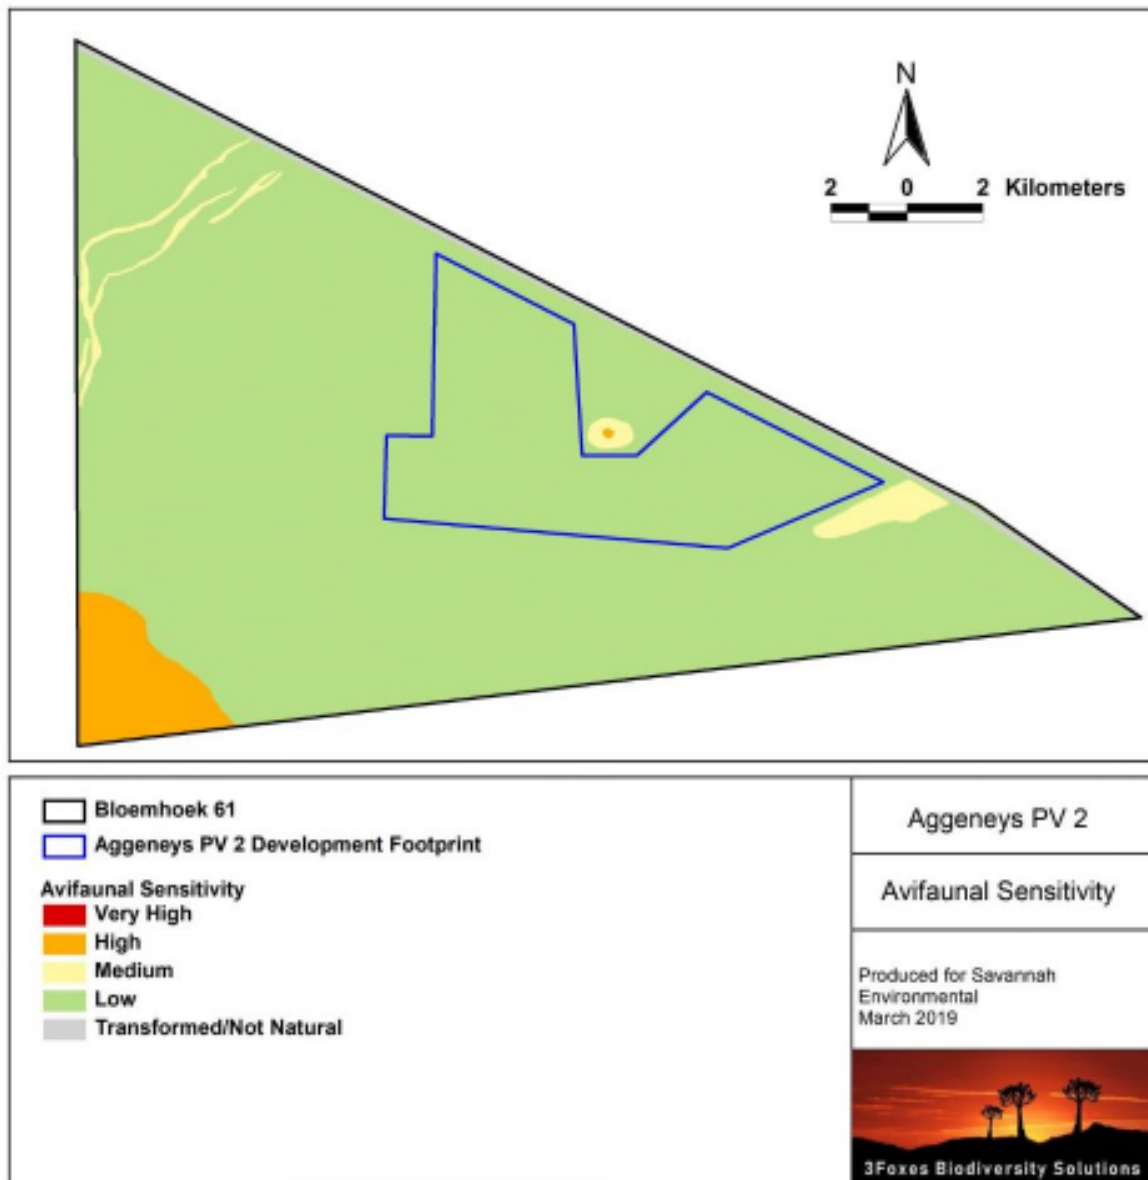 N
2 0 2 Kilometers
Bloemhoek 61
Aggeneys PV 2 Development Footprint
Avifaunal Sensitivity
Very High
High
Medium
Low
Transformed/Not Natural
Aggeneys PV 2
Avifaunal Sensitivity
Produced for Savannah
Environmental
March 2019
3Foxes Biodiversity Solutions